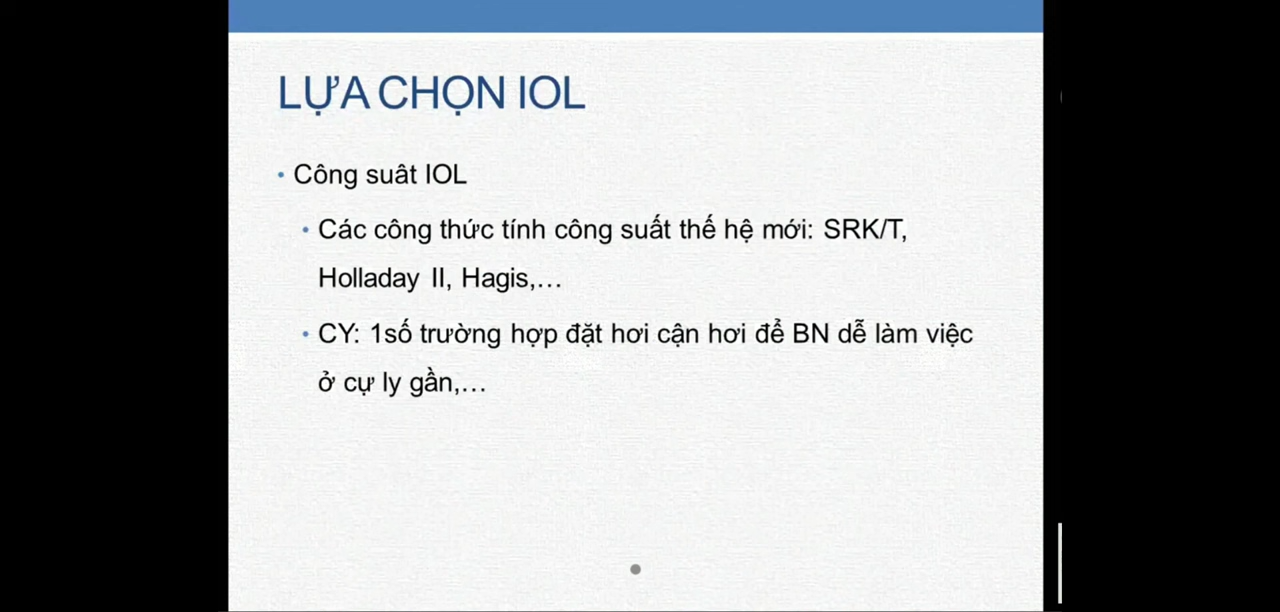 LỰA CHỌN IOL
• Công suât IOL
• Các công thức tính công suất thế hệ mới: SRK/T,
Holladay II, Hagis,...
• CY: 1số trường hợp đặt hơi cận hơi để BN dễ làm việc
ở cự ly gần,...